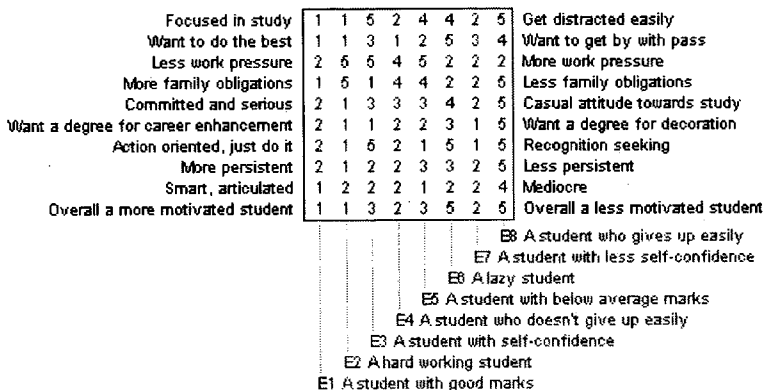 Focused in study 1 1 5 2 4 4 2 5 Get distracted easily
Want to do the best 1 1 3 1 2 5 3 4 Want to get by with pass
Less work pressure 2 5 5 4 5 2 2 2 More work pressure
More family obligations 1 5 1 4 4 2 2 5 Less family obligations
Committed and serious 2 1 3 3 3 4 2 5 Casual attitude towards study
Want a degree for career enhancement 2 1 1 2 2 3 1 5 Want a degree for decoration
Action oriented, just do it 2 1 5 2 1 5 1 5 Recognition seeking
More persistent 2 1 2 2 3 3 2 5 Less persistent
Smart, articulated 1 2 2 2 1 2 2 4 Mediocre
Overall a more motivated student 1 1 3 2 3 5 2 5 Overall a less motivated student
E8 A student who gives up easily
E7 A student with less self-confidence
E6 A lazy student
E5 A student with below average marks
E4 A student who doesn't give up easily
E3 A student with self-confidence
E2 A hard working student
E1 A student with good marks